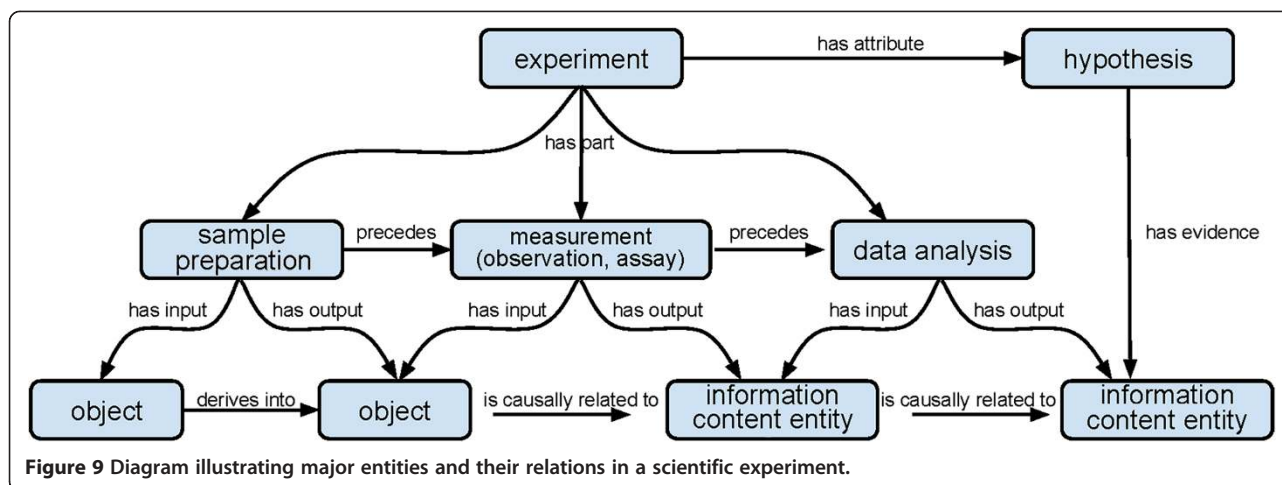 experiment
has attribute
hypothesis
has part
has evidence
sample
preparation
precedes
measurement
(observation, assay)
precedes
data analysis
has input
has output
has input
has output
has input
has output
object
derives into
object
is causally related to
information
content entity
is causally related to
information
content entity
Figure 9 Diagram illustrating major entities and their relations in a scientific experiment.